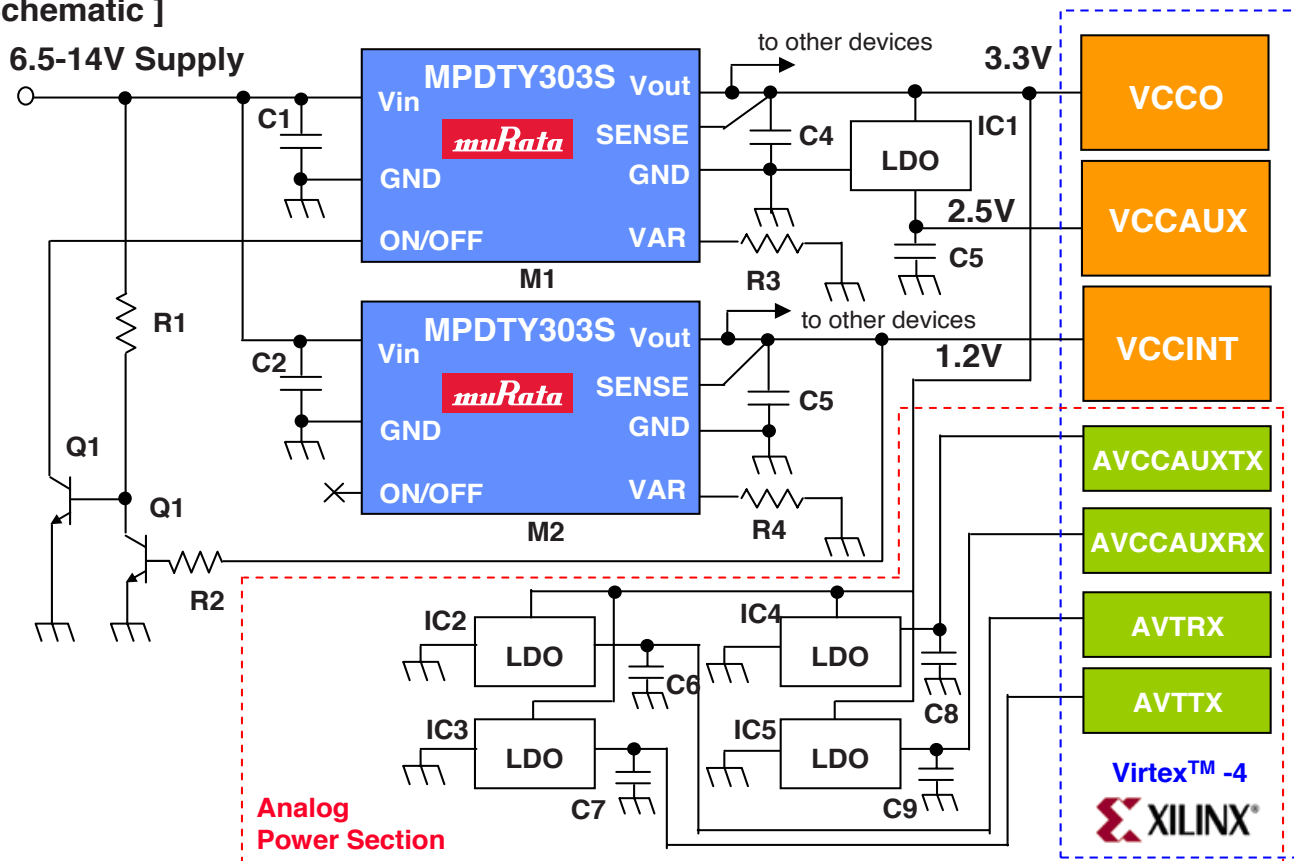 chematic ]
6.5-14V Supply
MPDTY303S
Vin
Vout
muRata
SENSE
GND
GND
ON/OFF
VAR
M1
C1
to other devices
3.3V
C4
IC1
LDO
2.5V
C5
R3
VCCO
VCCAUX
VCCINT
R1
C2
MPDTY303S
Vin
Vout
muRata
SENSE
GND
GND
ON/OFF
VAR
M2
to other devices
1.2V
C5
R4
Q1
Q1
R2
AVCCAUXTX
AVCCAUXRX
AVTRX
AVTTX
IC2
LDO
C6
IC4
LDO
C8
IC3
LDO
C7
IC5
LDO
C9
Analog
Power Section
Virtex™ -4
XILINX®